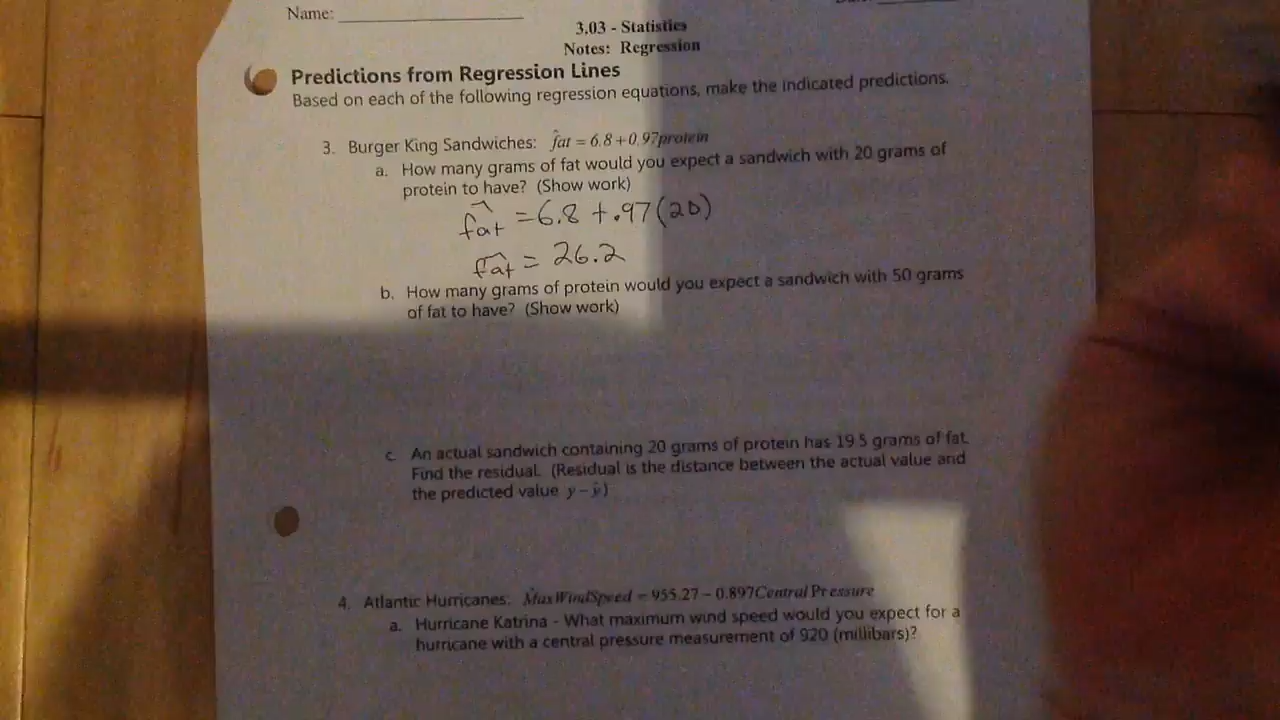 Name:
3.03 - Statistics
Notes: Regression
Predictions from Regression Lines
Based on each of the following regression equations, make the indicated predictions.
3. Burger King Sandwiches: f̂at = 6.8 + 0.97protein
a. How many grams of fat would you expect a sandwich with 20 grams of
protein to have? (Show work)
f̂at = 6.8 + .97(20)
f̂at = 26.2
b. How many grams of protein would you expect a sandwich with 50 grams
of fat to have? (Show work)
c. An actual sandwich containing 20 grams of protein has 19.5 grams of fat.
Find the residual. (Residual is the distance between the actual value and
the predicted value y - ŷ)
4. Atlantic Hurricanes: M̂axWindSpeed = 955.27 - 0.897Central Pressure
a. Hurricane Katrina - What maximum wind speed would you expect for a
hurricane with a central pressure measurement of 920 (millibars)?